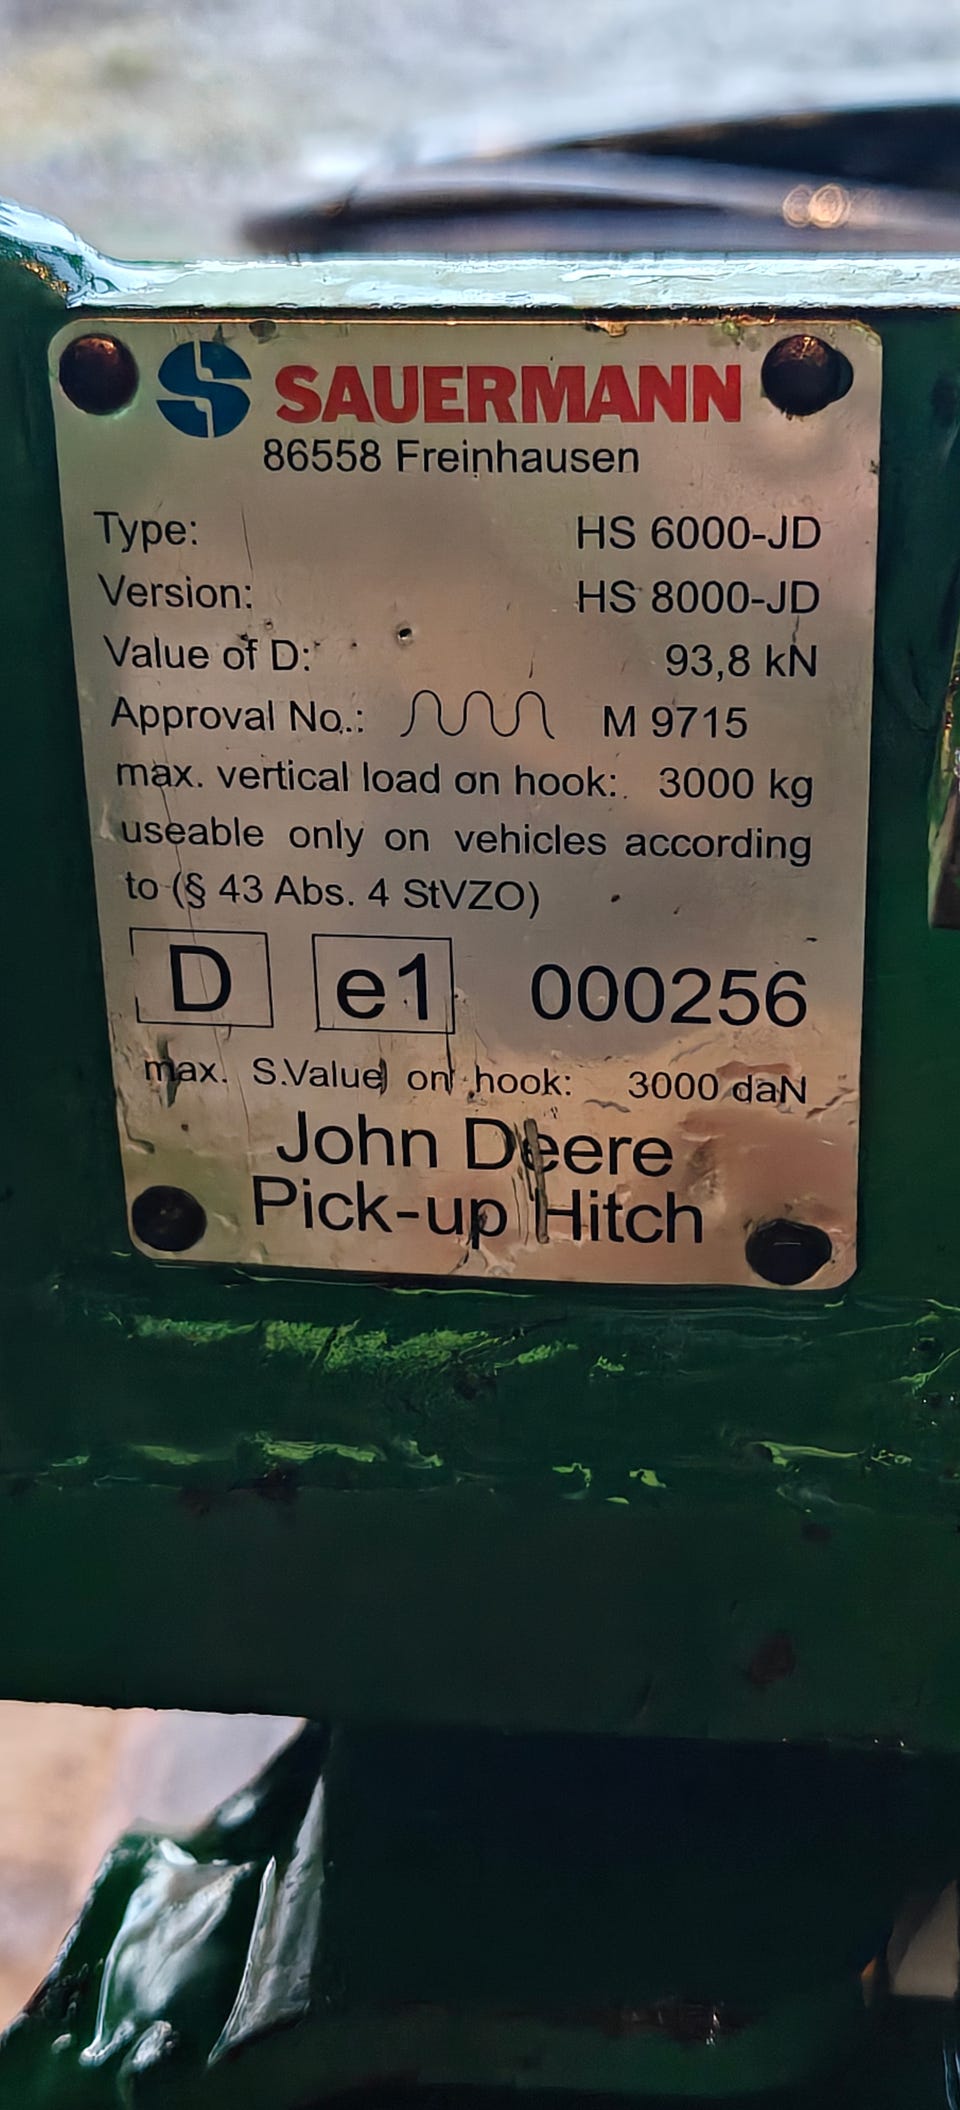 SAUERMANN
86558 Freinhausen
Type: HS 6000-JD
Version: HS 8000-JD
Value of D: 93,8 kN
Approval No.: M 9715
max. vertical load on hook: 3000 kg
useable only on vehicles according
to (§ 43 Abs. 4 StVZO)
D e1 000256
max. S.Value on hook: 3000 daN
John Deere
Pick-up Hitch